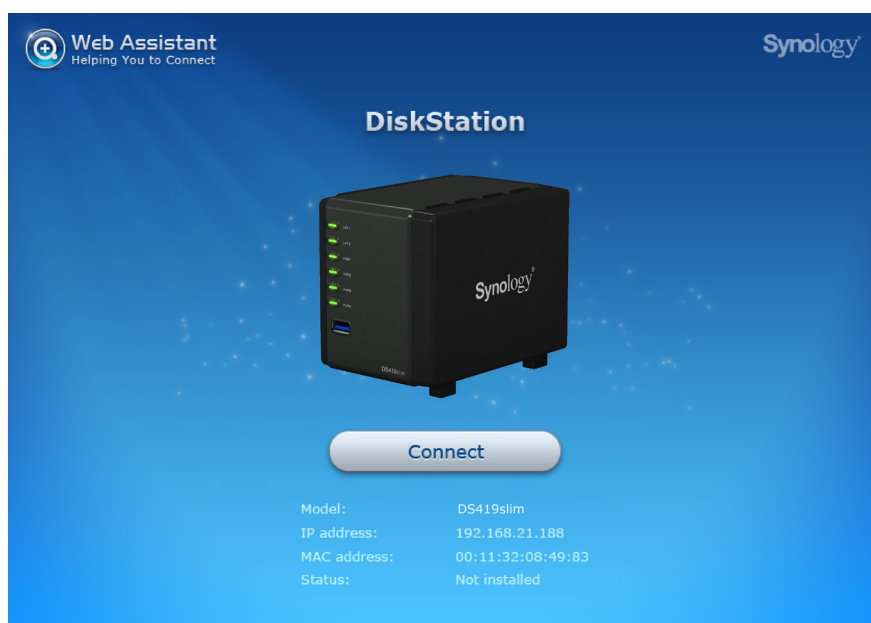 Web Assistant
Helping You to Connect
Synology
DiskStation
Synology
DS419slim
Connect
Model: DS419slim
IP address: 192.168.21.188
MAC address: 00:11:32:08:49:83
Status: Not installed